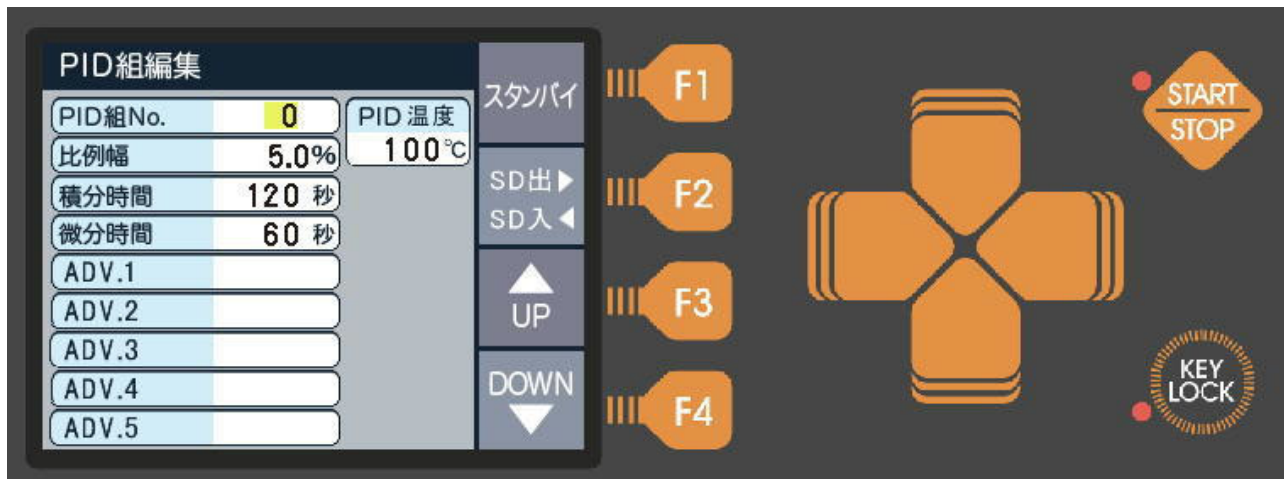 PID組編集
PID組No. 0
PID温度
100℃
比例幅 5.0%
積分時間 120 秒
微分時間 60 秒
ADV.1
ADV.2
ADV.3
ADV.4
ADV.5
スタンバイ
SD出▶
SD入◀
▲
UP
DOWN
▼
F1
F2
F3
F4
START
STOP
KEY
LOCK